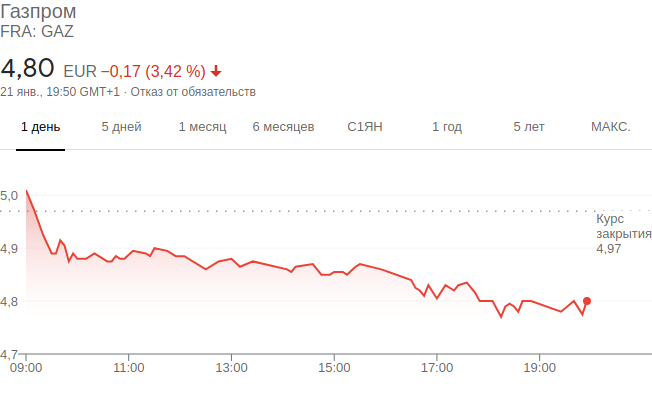 Газпром
FRA: GAZ
4,80 EUR −0,17 (3,42 %)
21 янв., 19:50 GMT+1 · Отказ от обязательств
1 день 5 дней 1 месяц 6 месяцев С1ЯН 1 год 5 лет МАКС.
5,0
Курс
закрытия
4,9 4,97
4,8
4,7
09:00 11:00 13:00 15:00 17:00 19:00